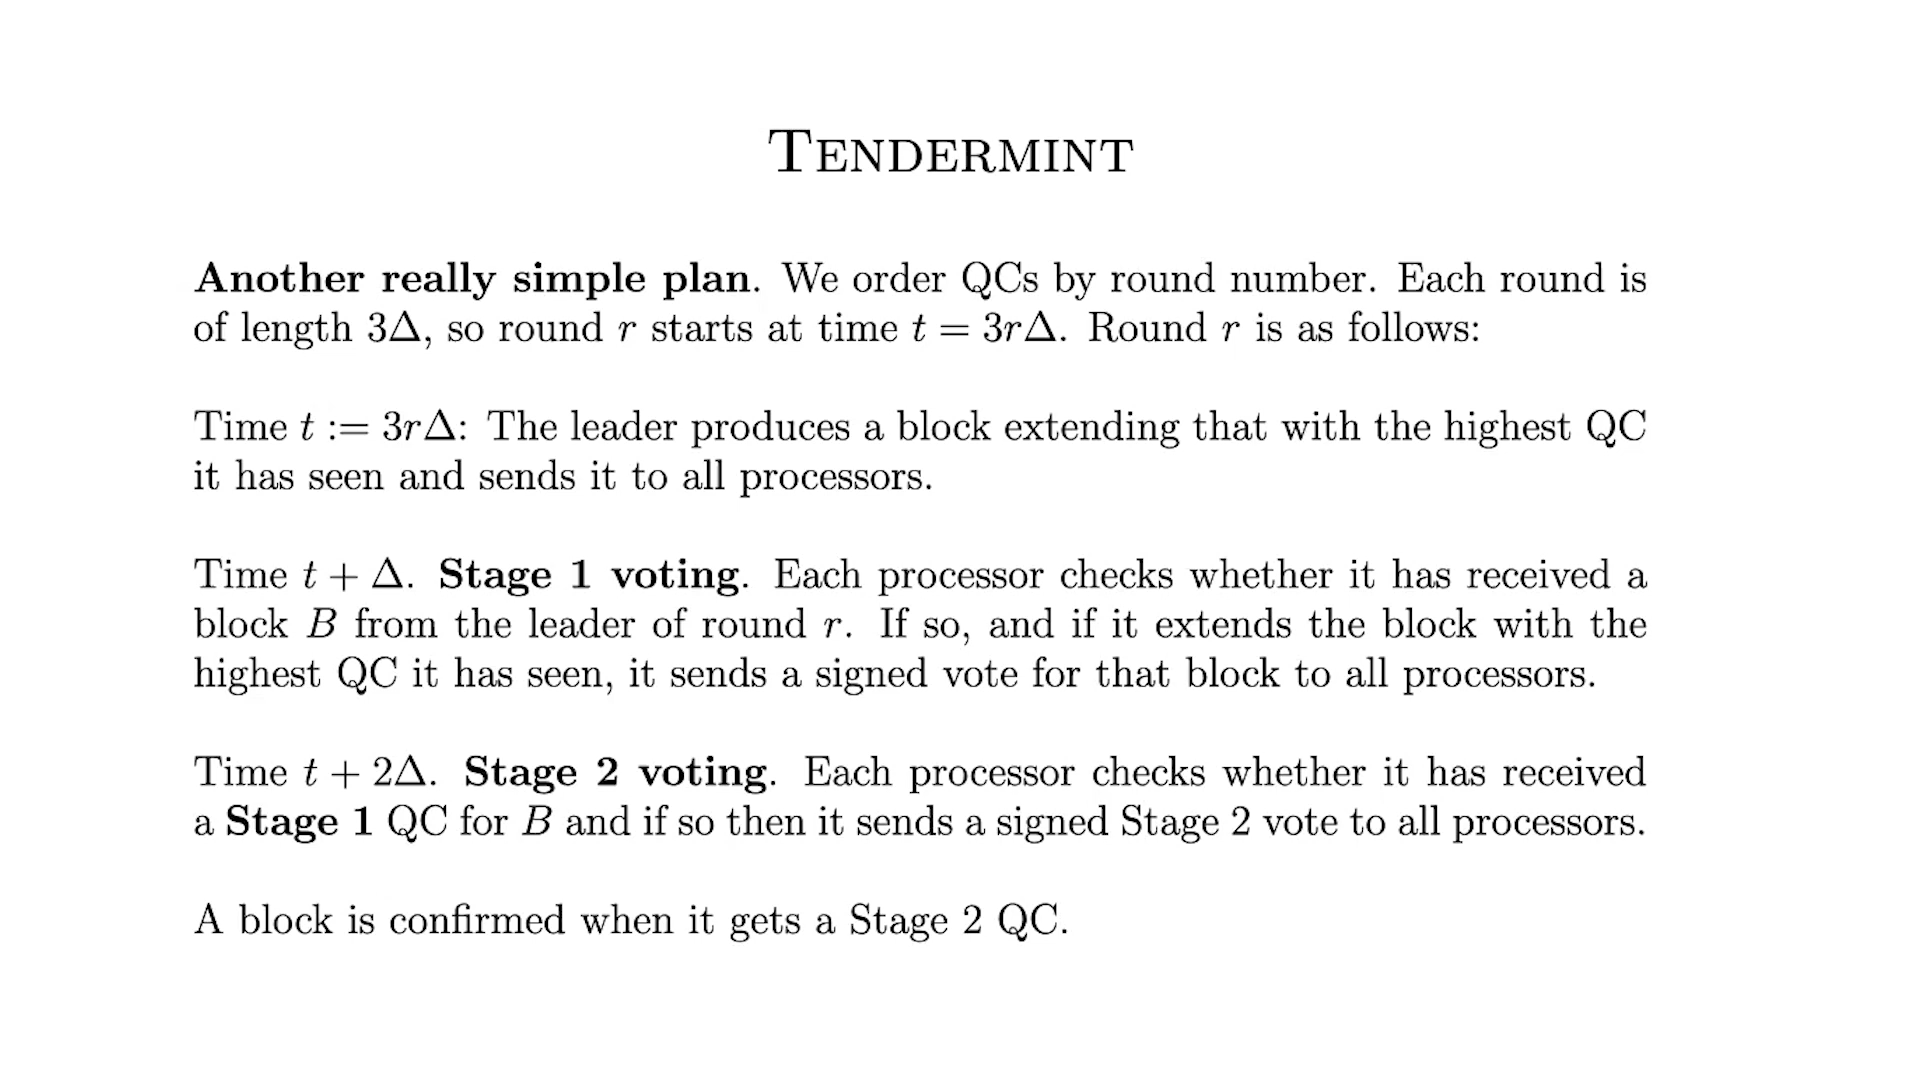 TENDERMINT
Another really simple plan. We order QCs by round number. Each round is
of length 3Δ, so round r starts at time t = 3rΔ. Round r is as follows:
Time t := 3rΔ: The leader produces a block extending that with the highest QC
it has seen and sends it to all processors.
Time t + Δ. Stage 1 voting. Each processor checks whether it has received a
block B from the leader of round r. If so, and if it extends the block with the
highest QC it has seen, it sends a signed vote for that block to all processors.
Time t + 2Δ. Stage 2 voting. Each processor checks whether it has received
a Stage 1 QC for B and if so then it sends a signed Stage 2 vote to all processors.
A block is confirmed when it gets a Stage 2 QC.